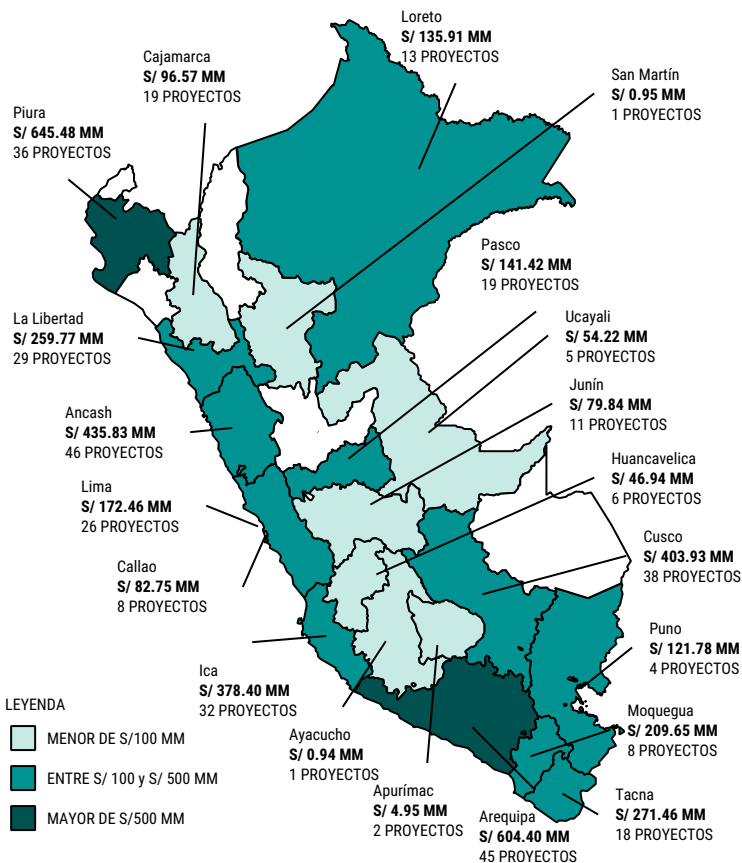 Loreto
S/ 135.91 MM
13 PROYECTOS
Cajamarca
S/ 96.57 MM
19 PROYECTOS
San Martín
S/ 0.95 MM
1 PROYECTOS
Piura
S/ 645.48 MM
36 PROYECTOS
Pasco
S/ 141.42 MM
19 PROYECTOS
Ucayali
S/ 54.22 MM
5 PROYECTOS
La Libertad
S/ 259.77 MM
29 PROYECTOS
Junín
S/ 79.84 MM
11 PROYECTOS
Ancash
S/ 435.83 MM
46 PROYECTOS
Huancavelica
S/ 46.94 MM
6 PROYECTOS
Lima
S/ 172.46 MM
26 PROYECTOS
Cusco
S/ 403.93 MM
38 PROYECTOS
Callao
S/ 82.75 MM
8 PROYECTOS
Puno
S/ 121.78 MM
4 PROYECTOS
Ica
S/ 378.40 MM
32 PROYECTOS
Moquegua
S/ 209.65 MM
8 PROYECTOS
Ayacucho
S/ 0.94 MM
1 PROYECTOS
Apurímac
S/ 4.95 MM
2 PROYECTOS
Arequipa
S/ 604.40 MM
45 PROYECTOS
Tacna
S/ 271.46 MM
18 PROYECTOS
LEYENDA
MENOR DE S/100 MM
ENTRE S/ 100 y S/ 500 MM
MAYOR DE S/500 MM